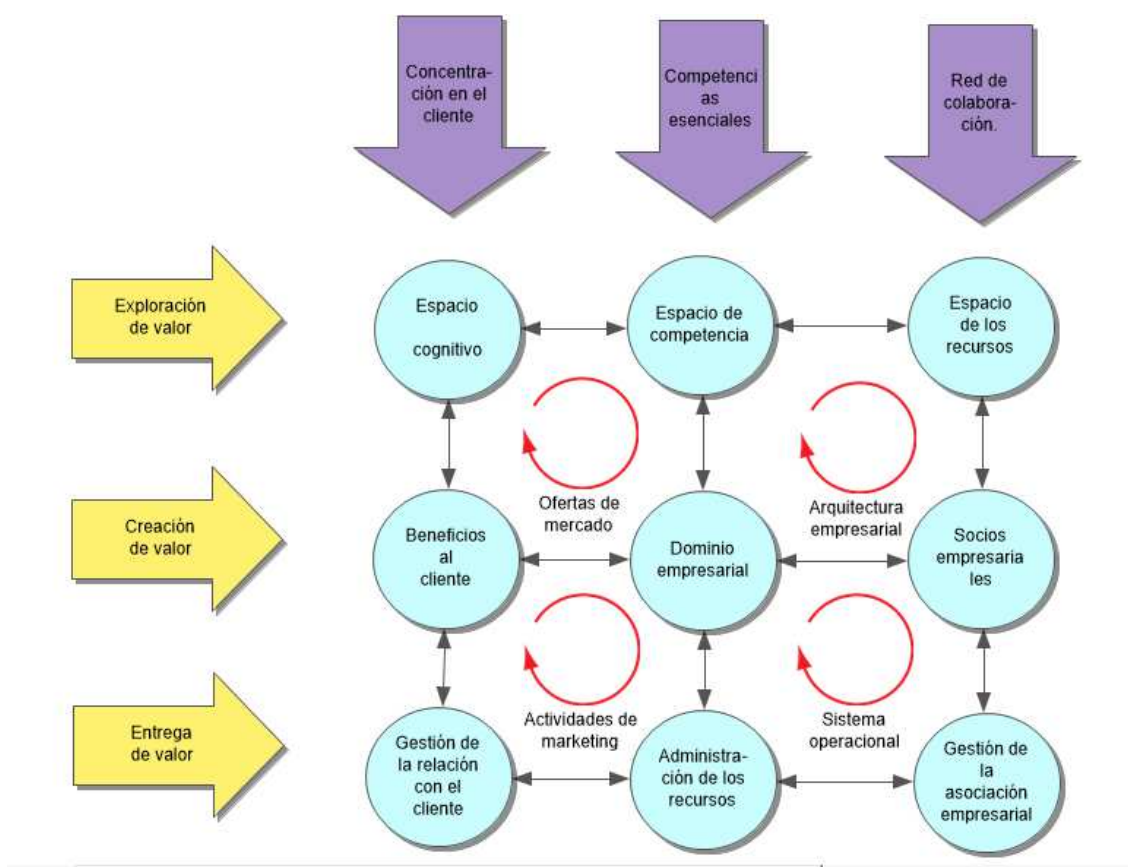 Concentra-
ción en el
cliente
Competenci
as
esenciales
Red de
colabora-
ción.
Exploración
de valor
Espacio
cognitivo
Espacio de
competencia
Espacio
de los
recursos
Ofertas de
mercado
Arquitectura
empresarial
Creación
de valor
Beneficios
al
cliente
Dominio
empresarial
Socios
empresaria
les
Actividades de
marketing
Sistema
operacional
Entrega
de valor
Gestión de
la relación
con el
cliente
Administra-
ción de los
recursos
Gestión de
la
asociación
empresarial